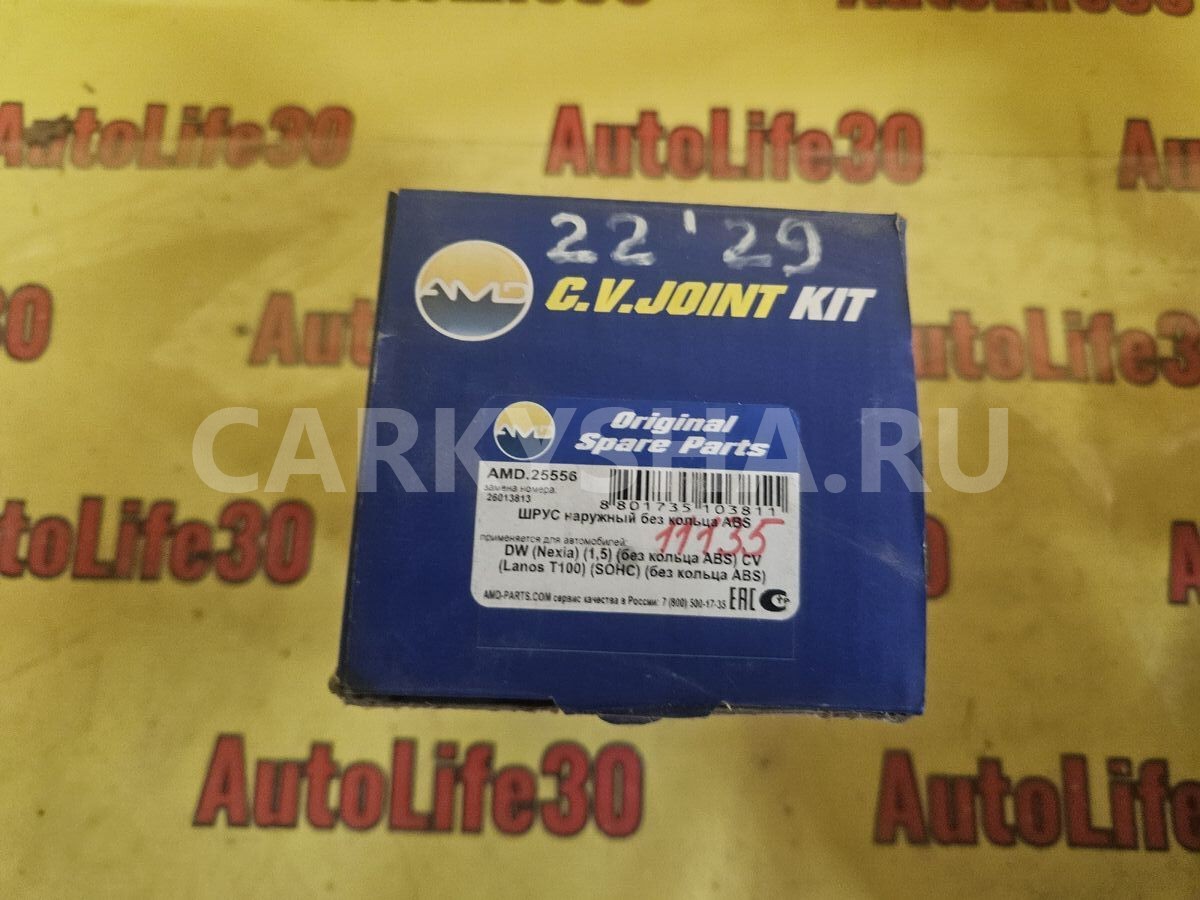 AutoLife30
AutoLife30
22 '29
AMD
C.V.JOINT KIT
AMD
Original
Spare Parts
CARKYSHA.RU
AMD.25556
замена номера:
26013813
8 801735 103811
ШРУС наружный без кольца ABS
11135
применяется для автомобилей:
DW (Nexia) (1,5) (без кольца ABS) CV
(Lanos T100) (SOHC) (без кольца ABS)
AMD-PARTS.COM сервис качества в России: 7 (800) 500-17-35 EAC
AutoLife30
AutoLife30